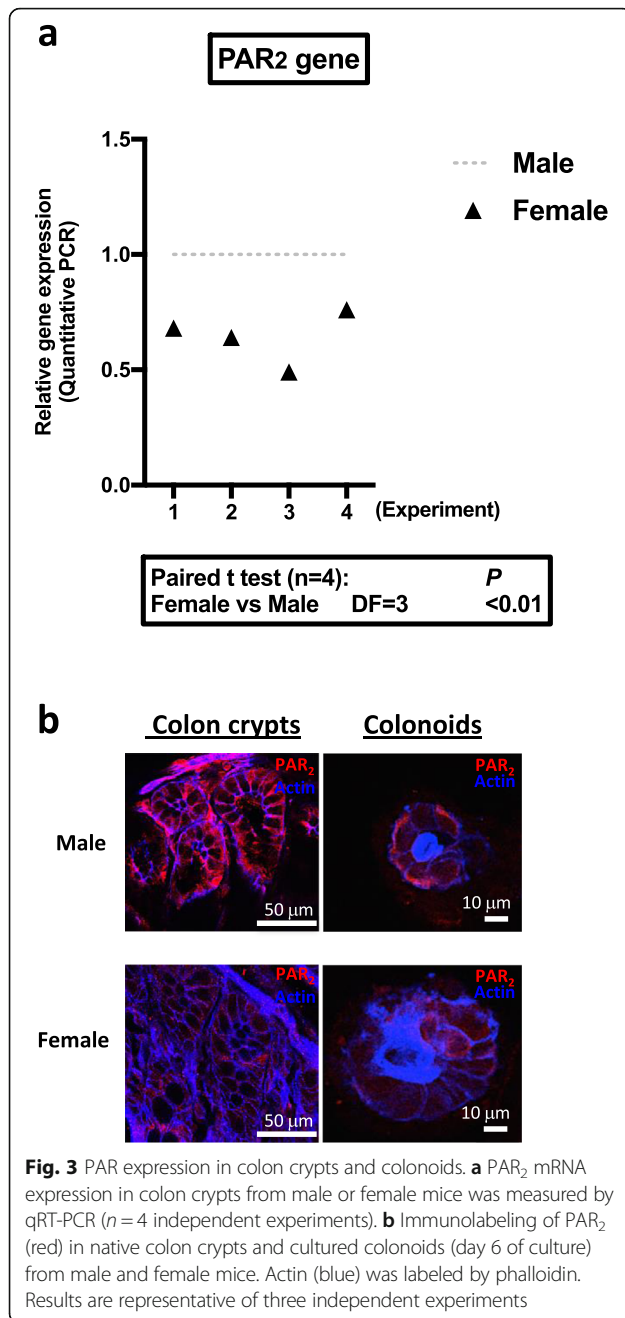 a
PAR2 gene
1.5
1.0
0.5
0.0
Relative gene expression
(Quantitative PCR)
Male
Female
1 2 3 4 (Experiment)
Paired t test (n=4): P
Female vs Male DF=3 <0.01
b
Colon crypts Colonoids
Male
PAR₂
Actin
50 µm
PAR₂
Actin
10 µm
Female
PAR₂
Actin
50 µm
PAR₂
Actin
10 µm
Fig. 3 PAR expression in colon crypts and colonoids. a PAR₂ mRNA
expression in colon crypts from male or female mice was measured by
qRT-PCR (n = 4 independent experiments). b Immunolabeling of PAR₂
(red) in native colon crypts and cultured colonoids (day 6 of culture)
from male and female mice. Actin (blue) was labeled by phalloidin.
Results are representative of three independent experiments